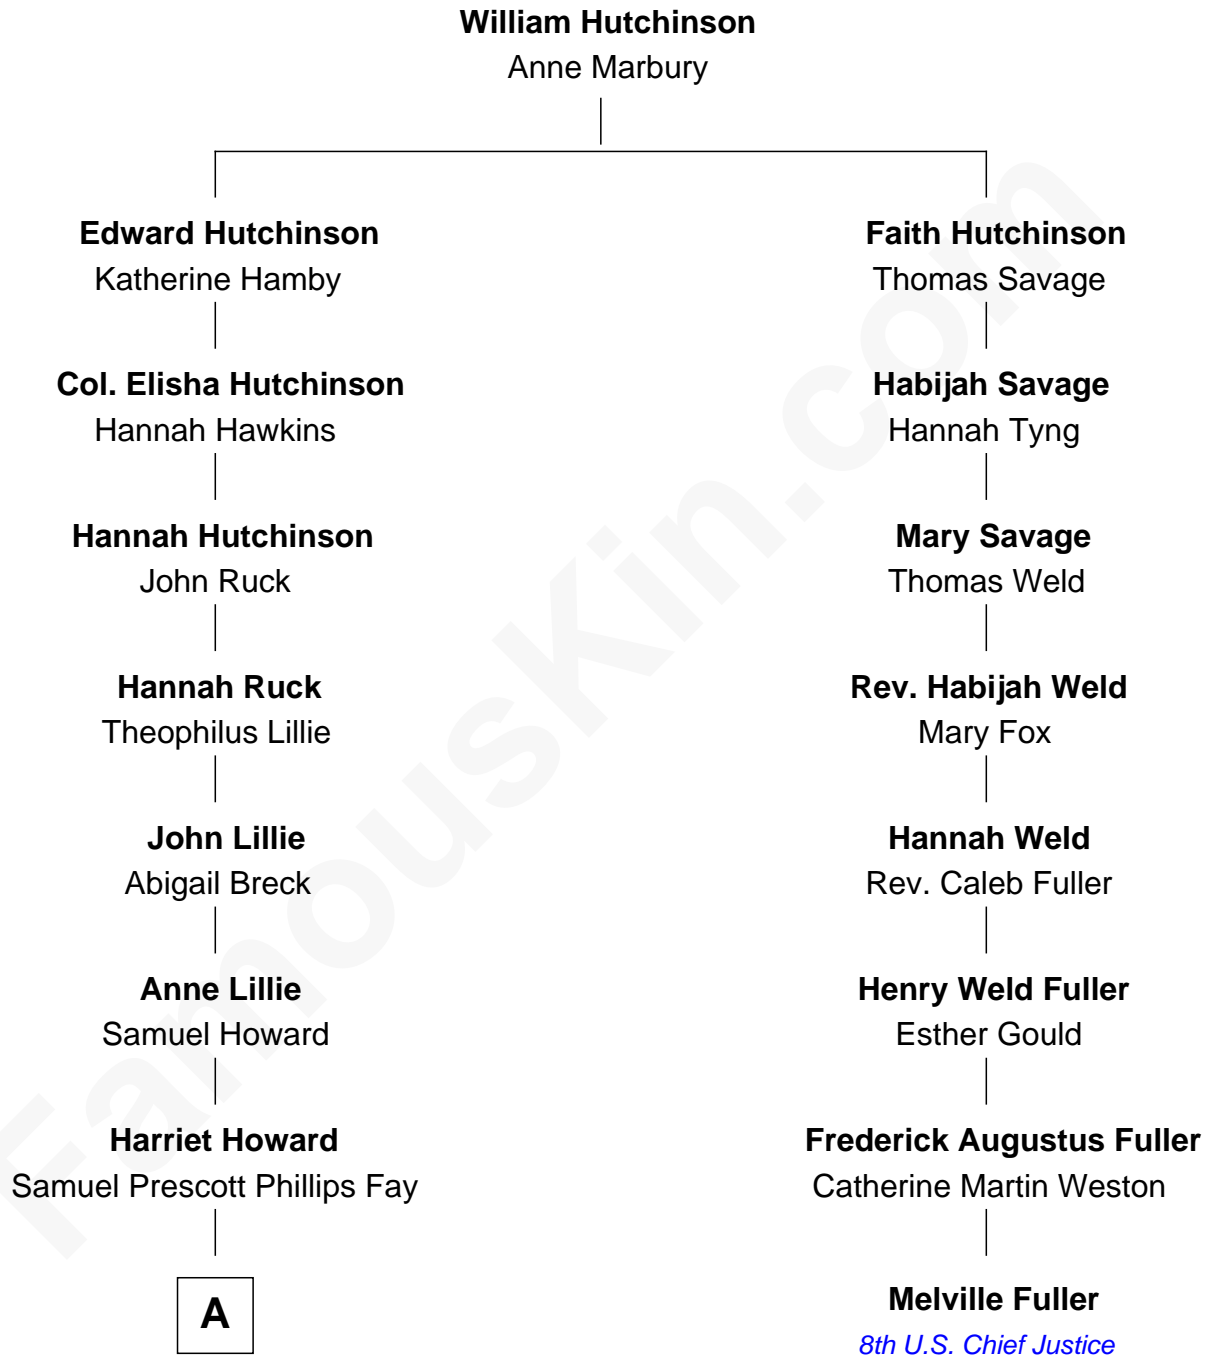 William Hutchinson
Anne Marbury
Edward Hutchinson
Katherine Hamby
Col. Elisha Hutchinson
Hannah Hawkins
Hannah Hutchinson
John Ruck
Hannah Ruck
Theophilus Lillie
John Lillie
Abigail Breck
Anne Lillie
Samuel Howard
Harriet Howard
Samuel Prescott Phillips Fay
A
Faith Hutchinson
Thomas Savage
Habijah Savage
Hannah Tyng
Mary Savage
Thomas Weld
Rev. Habijah Weld
Mary Fox
Hannah Weld
Rev. Caleb Fuller
Henry Weld Fuller
Esther Gould
Frederick Augustus Fuller
Catherine Martin Weston
Melville Fuller
8th U.S. Chief Justice
FamousKin.com